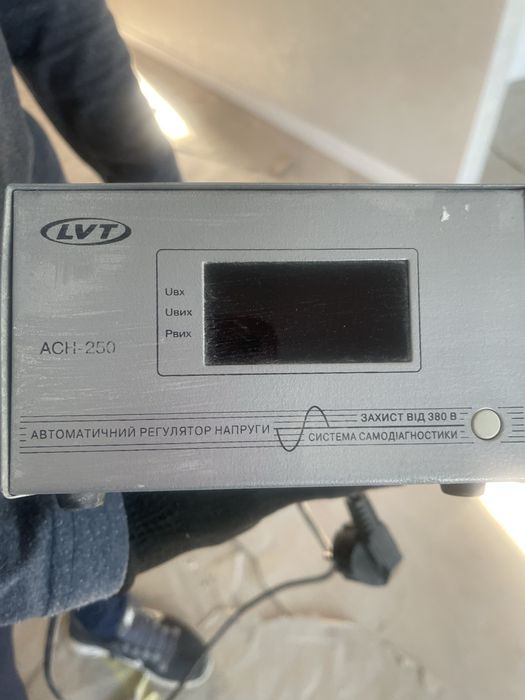 LVT
Uвх
Uвих
Pвих
АСН-250
ЗАХИСТ ВІД 380 В
АВТОМАТИЧНИЙ РЕГУЛЯТОР НАПРУГИ
СИСТЕМА САМОДІАГНОСТИКИ